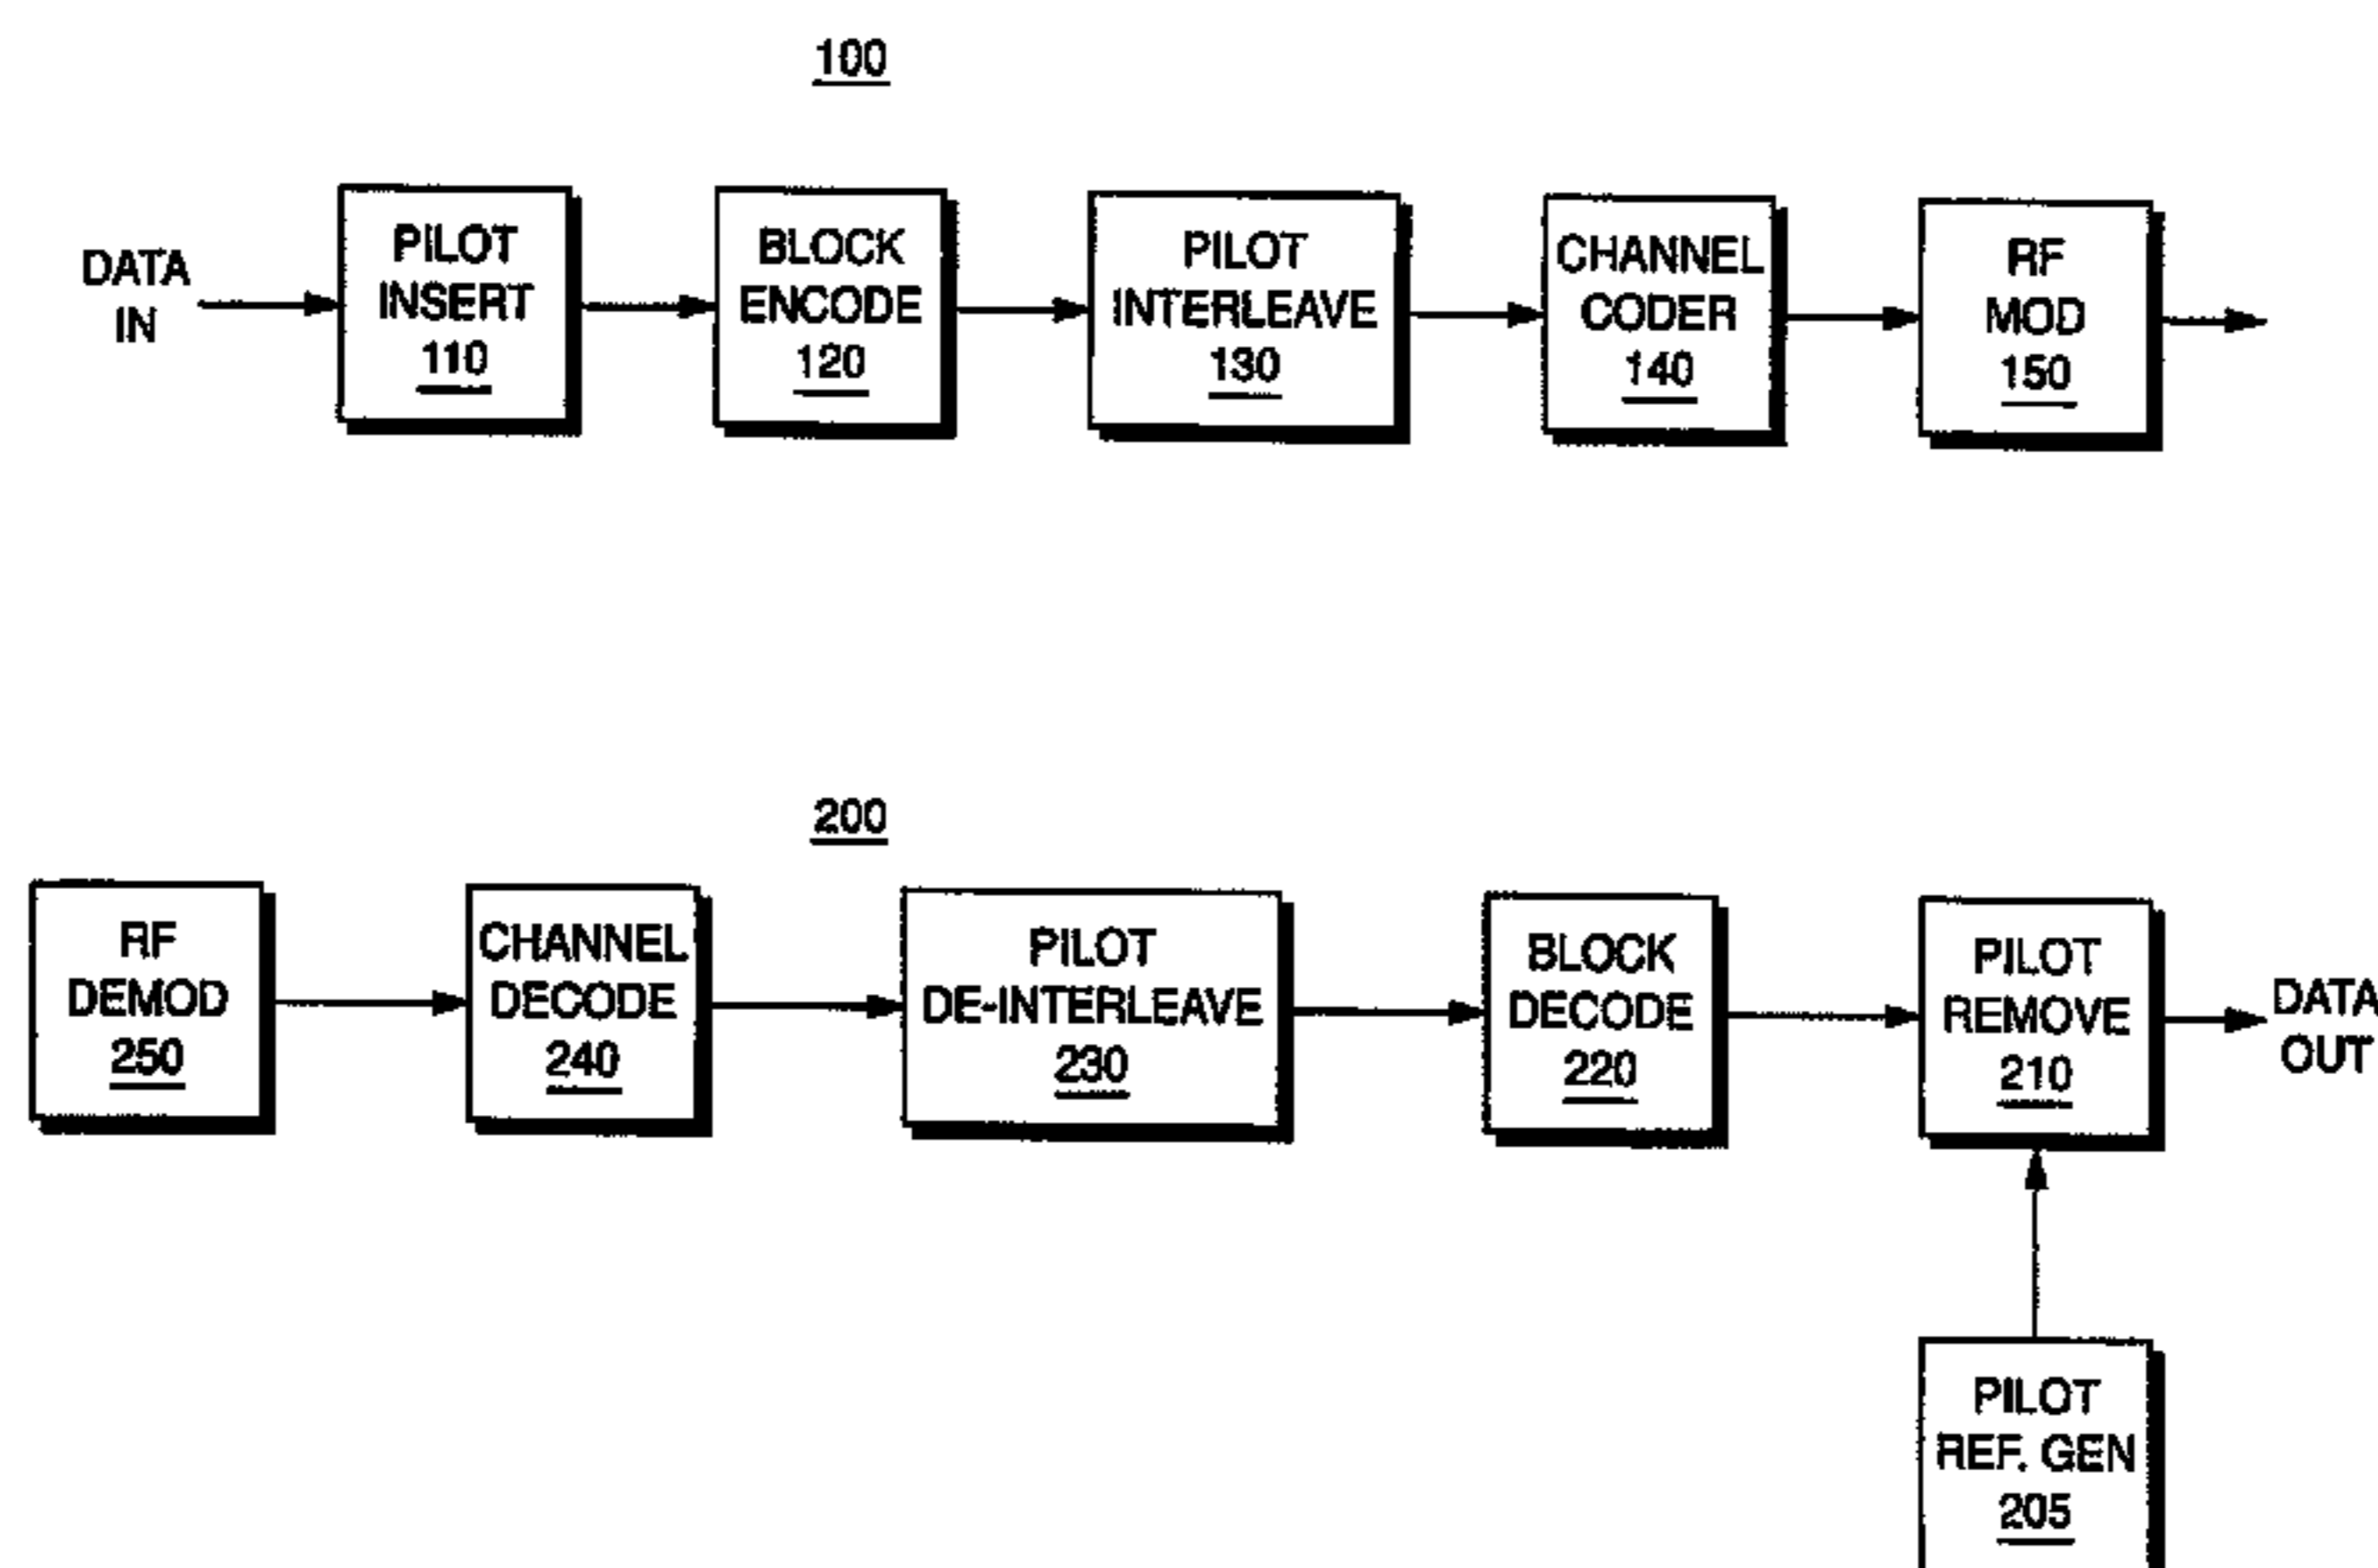 100
DATA
IN
PILOT
INSERT
110
BLOCK
ENCODE
120
PILOT
INTERLEAVE
130
CHANNEL
CODER
140
RF
MOD
150
200
RF
DEMOD
250
CHANNEL
DECODE
240
PILOT
DE-INTERLEAVE
230
BLOCK
DECODE
220
PILOT
REMOVE
210
DATA
OUT
PILOT
REF. GEN
205